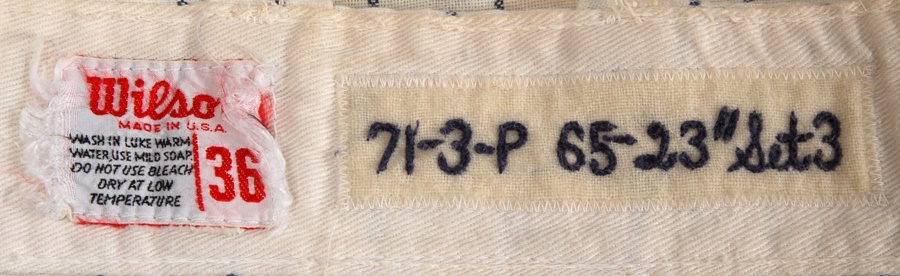 Wilso
MADE IN U.S.A.
WASH IN LUKE WARM
WATER, USE MILD SOAP.
DO NOT USE BLEACH
DRY AT LOW
TEMPERATURE
36
71-3-P 65-23" Set 3